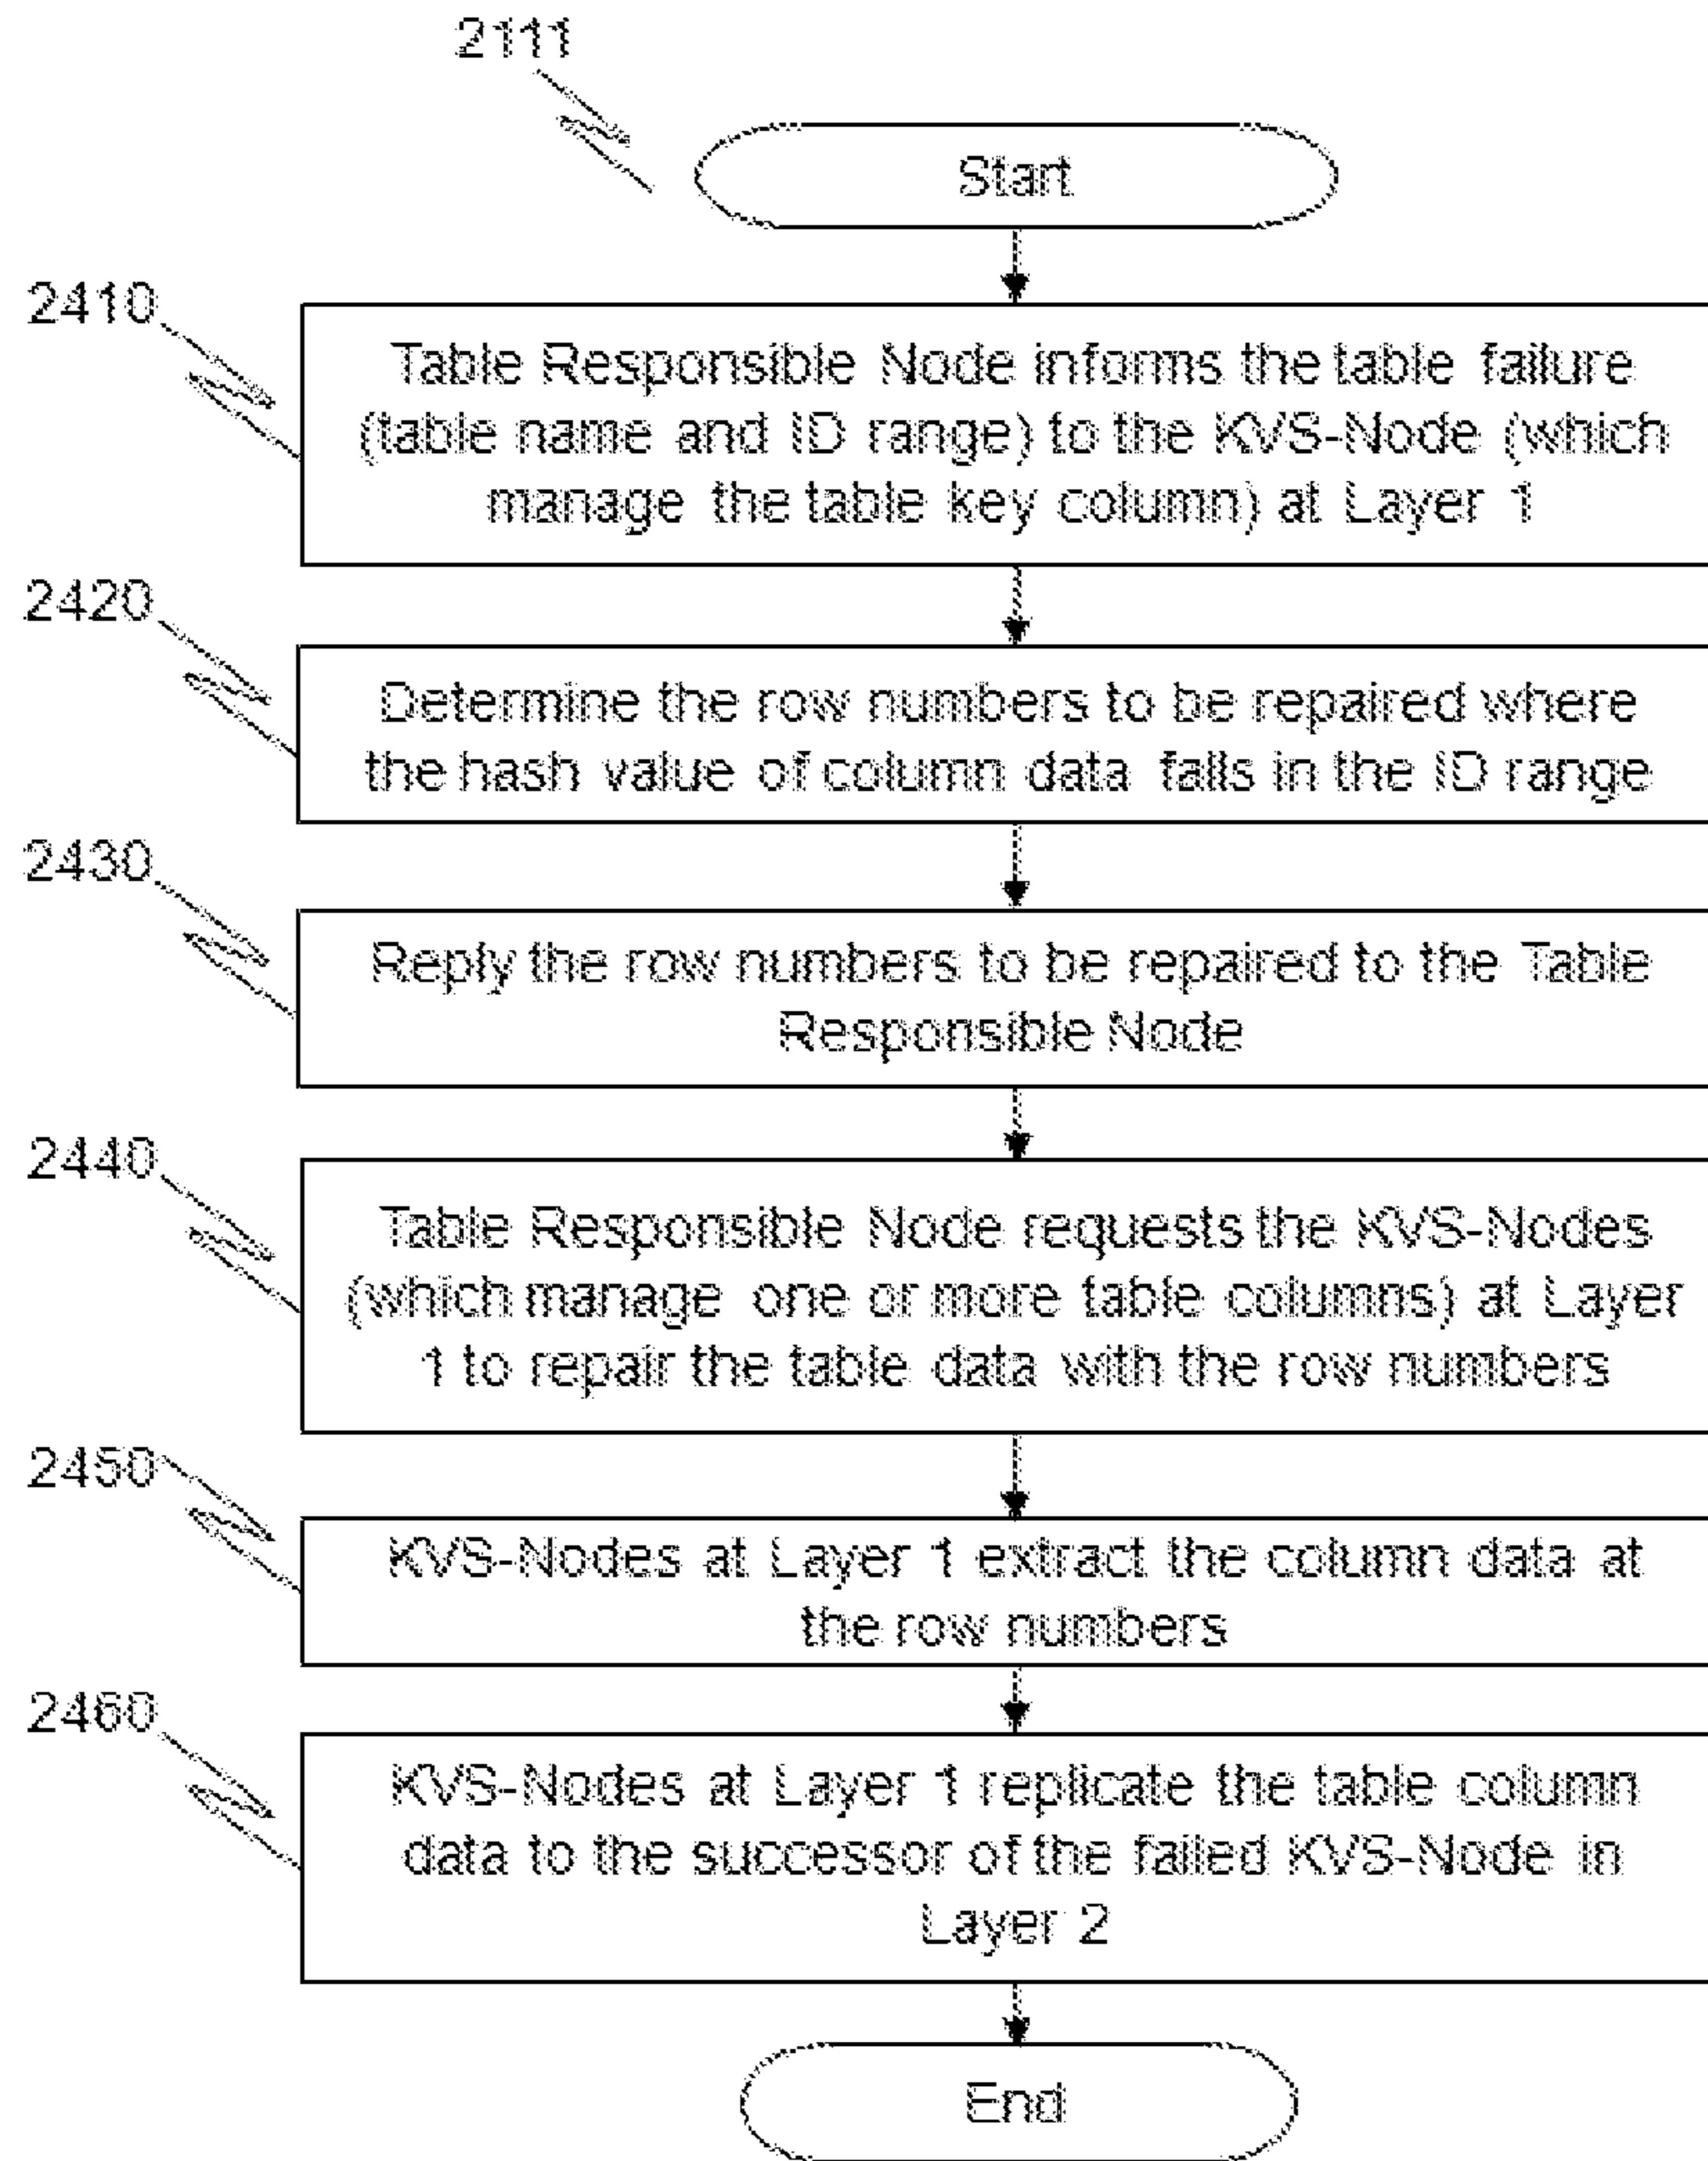 2111
Start
2410
Table Responsible Node informs the table failure
(table name and ID range) to the KVS-Node (which
manage the table key column) at Layer 1
2420
Determine the row numbers to be repaired where
the hash value of column data falls in the ID range
2430
Reply the row numbers to be repaired to the Table
Responsible Node
2440
Table Responsible Node requests the KVS-Nodes
(which manage one or more table columns) at Layer
1 to repair the table data with the row numbers
2450
KVS-Nodes at Layer 1 extract the column data at
the row numbers
2460
KVS-Nodes at Layer 1 replicate the table column
data to the successor of the failed KVS-Node in
Layer 2
End